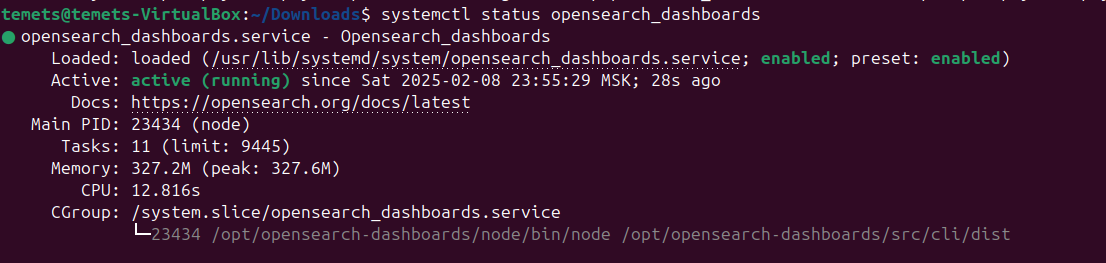 temets@temets-VirtualBox:~/Downloads$ systemctl status opensearch_dashboards
● opensearch_dashboards.service - Opensearch_dashboards
Loaded: loaded (/usr/lib/systemd/system/opensearch_dashboards.service; enabled; preset: enabled)
Active: active (running) since Sat 2025-02-08 23:55:29 MSK; 28s ago
Docs: https://opensearch.org/docs/latest
Main PID: 23434 (node)
Tasks: 11 (limit: 9445)
Memory: 327.2M (peak: 327.6M)
CPU: 12.816s
CGroup: /system.slice/opensearch_dashboards.service
└─23434 /opt/opensearch-dashboards/node/bin/node /opt/opensearch-dashboards/src/cli/dist